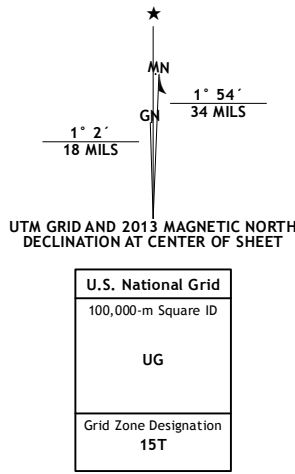 ★
MN
1° 54´
34 MILS
GN
1° 2´
18 MILS
UTM GRID AND 2013 MAGNETIC NORTH
DECLINATION AT CENTER OF SHEET
U.S. National Grid
100,000-m Square ID
UG
Grid Zone Designation
15T